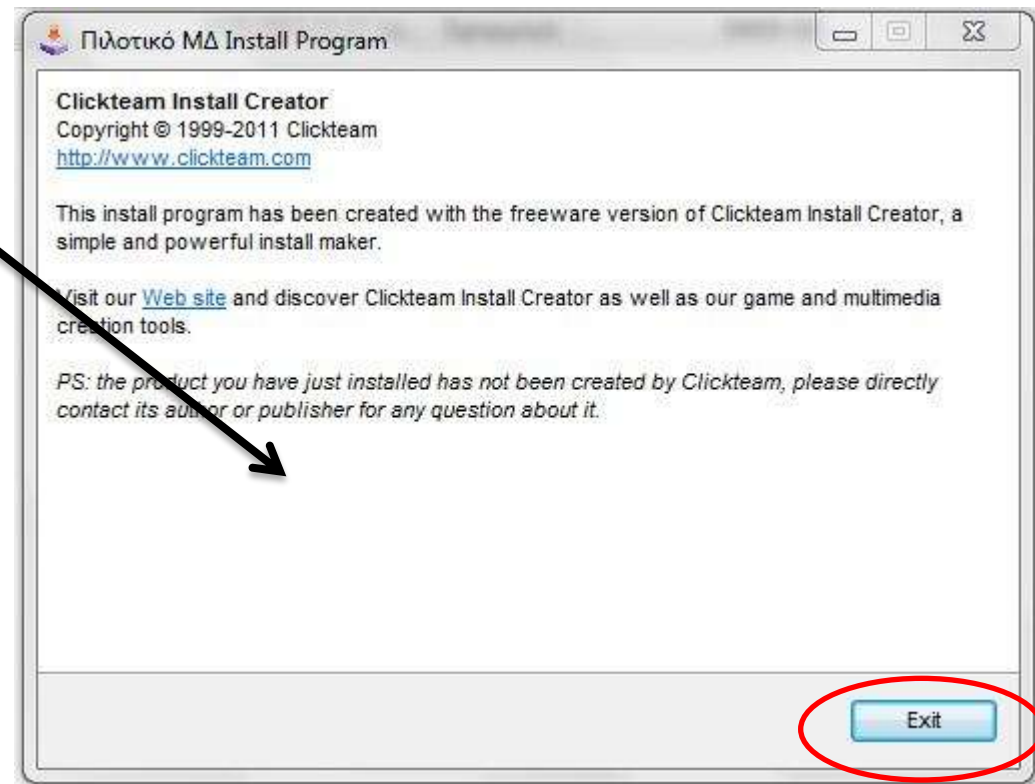 Πιλοτικό ΜΔ Install Program
Clickteam Install Creator
Copyright © 1999-2011 Clickteam
http://www.clickteam.com
This install program has been created with the freeware version of Clickteam Install Creator, a
simple and powerful install maker.
Visit our Web site and discover Clickteam Install Creator as well as our game and multimedia
creation tools.
PS: the product you have just installed has not been created by Clickteam, please directly
contact its author or publisher for any question about it.
Exit